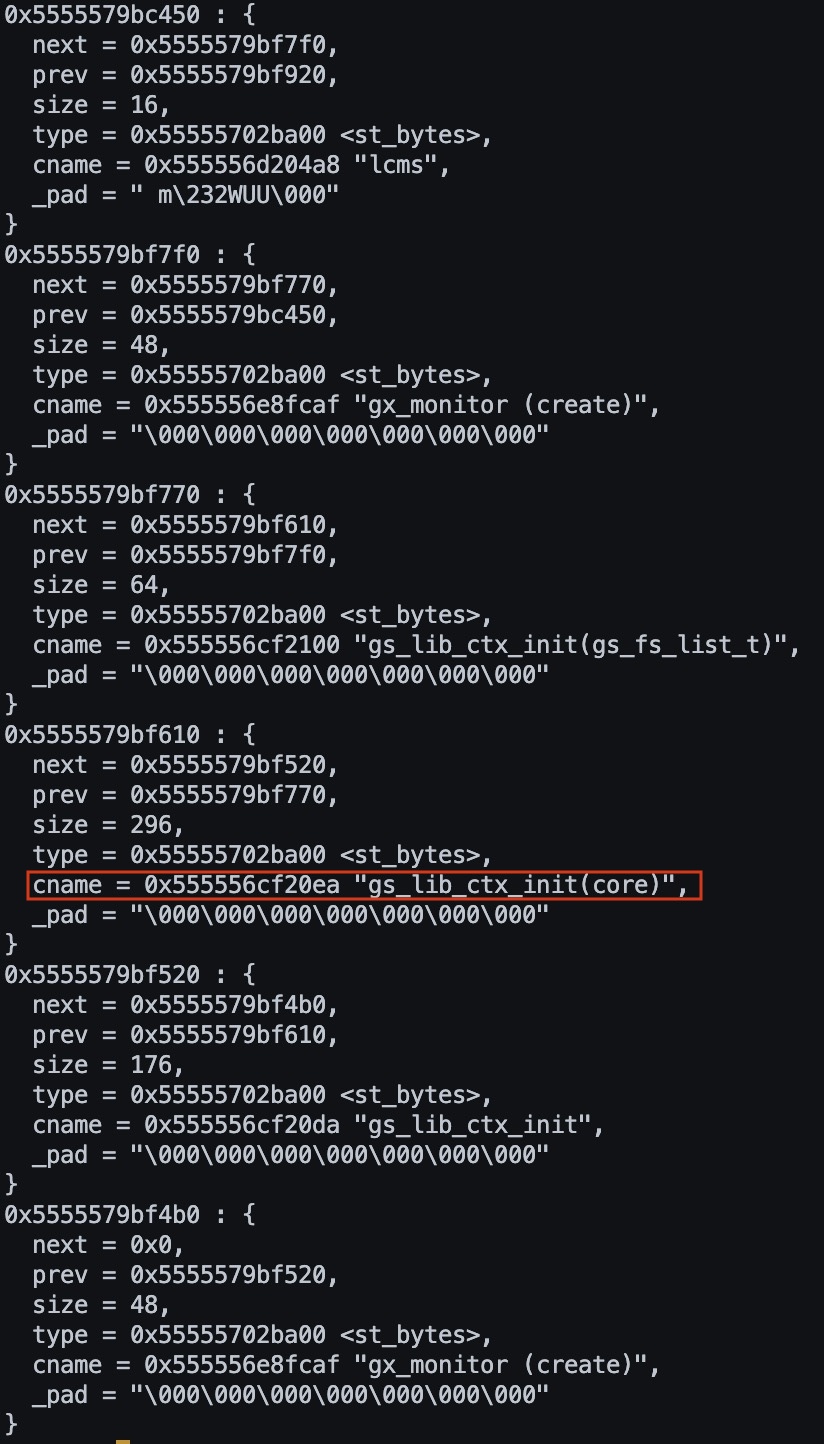 0x5555579bc450 : {
  next = 0x5555579bf7f0,
  prev = 0x5555579bf920,
  size = 16,
  type = 0x55555702ba00 <st_bytes>,
  cname = 0x555556d204a8 "lcms",
  _pad = " m\232WUU\000"
}
0x5555579bf7f0 : {
  next = 0x5555579bf770,
  prev = 0x5555579bc450,
  size = 48,
  type = 0x55555702ba00 <st_bytes>,
  cname = 0x555556e8fcaf "gx_monitor (create)",
  _pad = "\000\000\000\000\000\000\000"
}
0x5555579bf770 : {
  next = 0x5555579bf610,
  prev = 0x5555579bf7f0,
  size = 64,
  type = 0x55555702ba00 <st_bytes>,
  cname = 0x555556cf2100 "gs_lib_ctx_init(gs_fs_list_t)",
  _pad = "\000\000\000\000\000\000\000"
}
0x5555579bf610 : {
  next = 0x5555579bf520,
  prev = 0x5555579bf770,
  size = 296,
  type = 0x55555702ba00 <st_bytes>,
  cname = 0x555556cf20ea "gs_lib_ctx_init(core)",
  _pad = "\000\000\000\000\000\000\000"
}
0x5555579bf520 : {
  next = 0x5555579bf4b0,
  prev = 0x5555579bf610,
  size = 176,
  type = 0x55555702ba00 <st_bytes>,
  cname = 0x555556cf20da "gs_lib_ctx_init",
  _pad = "\000\000\000\000\000\000\000"
}
0x5555579bf4b0 : {
  next = 0x0,
  prev = 0x5555579bf520,
  size = 48,
  type = 0x55555702ba00 <st_bytes>,
  cname = 0x555556e8fcaf "gx_monitor (create)",
  _pad = "\000\000\000\000\000\000\000"
}